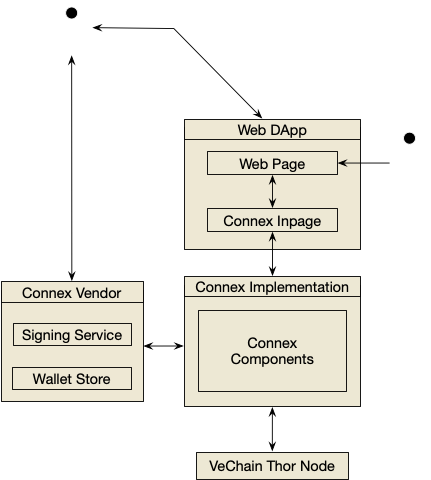 Web DApp
Web Page
Connex Inpage
Connex Vendor
Signing Service
Wallet Store
Connex Implementation
Connex
Components
VeChain Thor Node